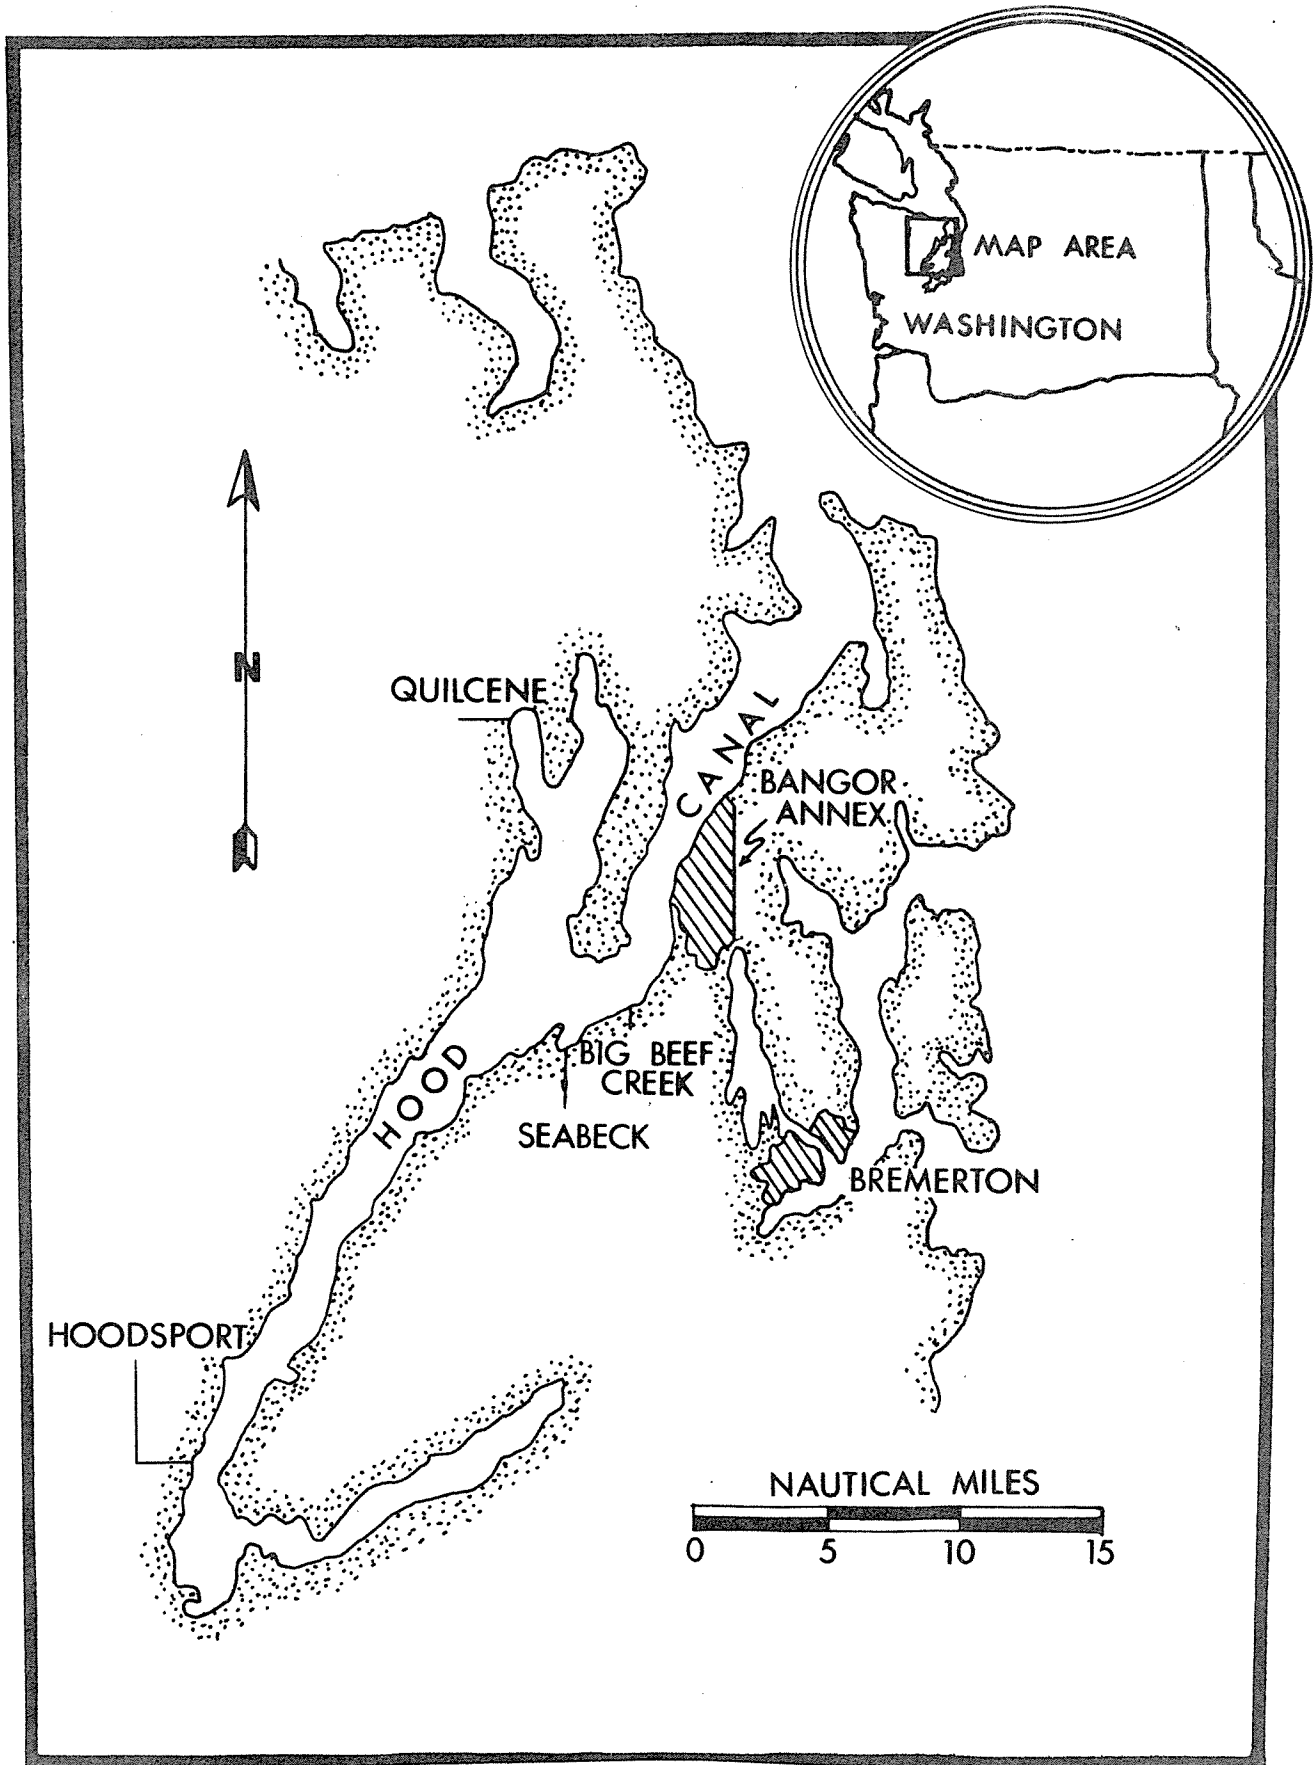 MAP AREA
WASHINGTON
N
QUILCENE
CANAL
BANGOR
ANNEX
HOOD
BIG BEEF
CREEK
SEABECK
BREMERTON
HOODSPORT
NAUTICAL MILES
0 5 10 15